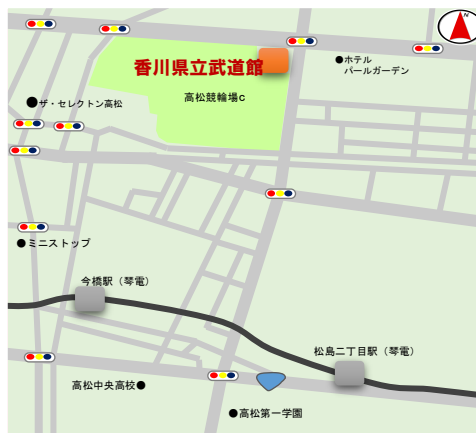 N
香川県立武道館
ホテル
パールガーデン
高松競輪場c
ザ・セレクトン高松
ミニストップ
今橋駅（琴電）
松島二丁目駅（琴電）
高松中央高校
高松第一学園